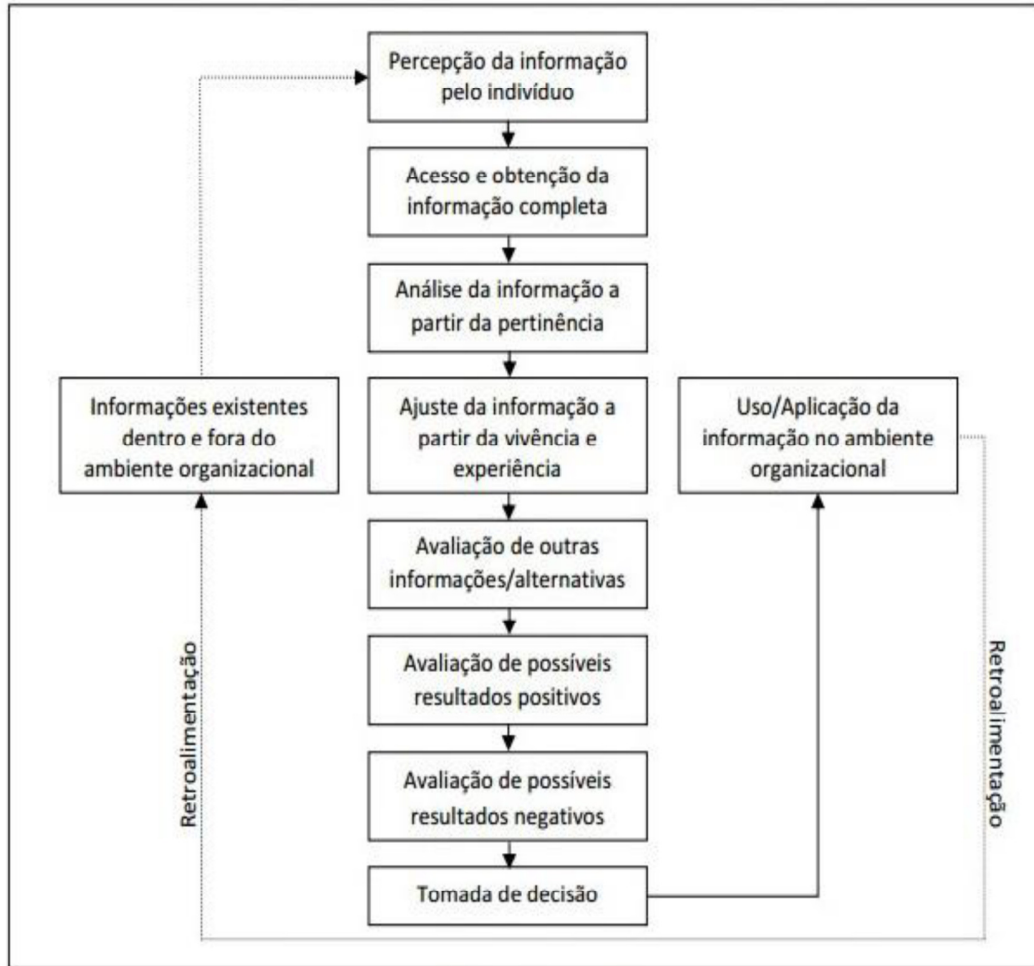 Percepção da informação
pelo indivíduo
Acesso e obtenção da
informação completa
Análise da informação a
partir da pertinência
Informações existentes
dentro e fora do
ambiente organizacional
Ajuste da informação a
partir da vivência e
experiência
Uso/Aplicação da
informação no ambiente
organizacional
Avaliação de outras
informações/alternativas
Retroalimentação
Avaliação de possíveis
resultados positivos
Retroalimentação
Avaliação de possíveis
resultados negativos
Tomada de decisão